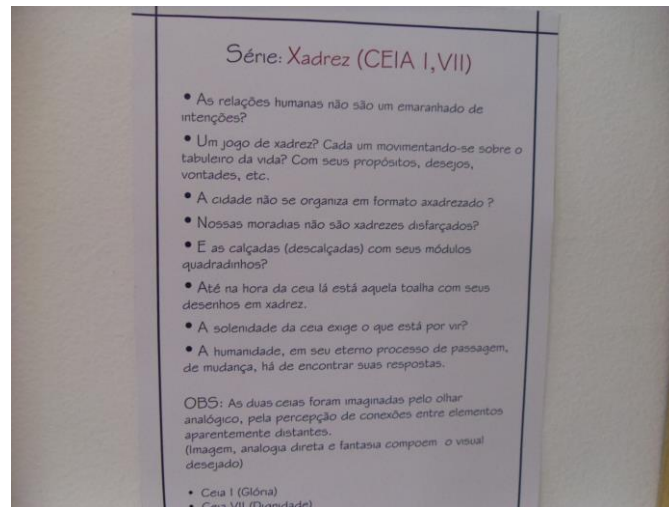 Série: Xadrez (CEIA I,VII)
• As relações humanas não são um emaranhado de
intenções?
• Um jogo de xadrez? Cada um movimentando-se sobre o
tabuleiro da vida? Com seus propósitos, desejos,
vontades, etc.
• A cidade não se organiza em formato axadrezado ?
• Nossas moradias não são xadrezes disfarçados?
• E as calçadas (descalçadas) com seus módulos
quadradinhos?
• Até na hora da ceia lá está aquela toalha com seus
desenhos em xadrez.
• A solenidade da ceia exige o que está por vir?
• A humanidade, em seu eterno processo de passagem,
de mudança, há de encontrar suas respostas.
OBS: As duas ceias foram imaginadas pelo olhar
analógico, pela percepção de conexões entre elementos
aparentemente distantes.
(Imagem, analogia direta e fantasia compoem o visual
desejado)
• Ceia I (Glória)
• Ceia VII (Dignidade)